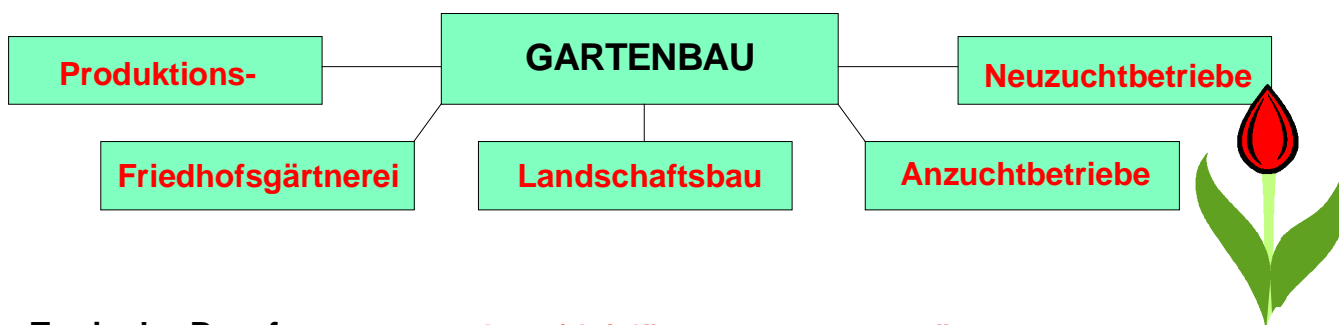 GARTENBAU
Produktions-
Neuzuchtbetriebe
Friedhofsgärtnerei
Landschaftsbau
Anzuchtbetriebe